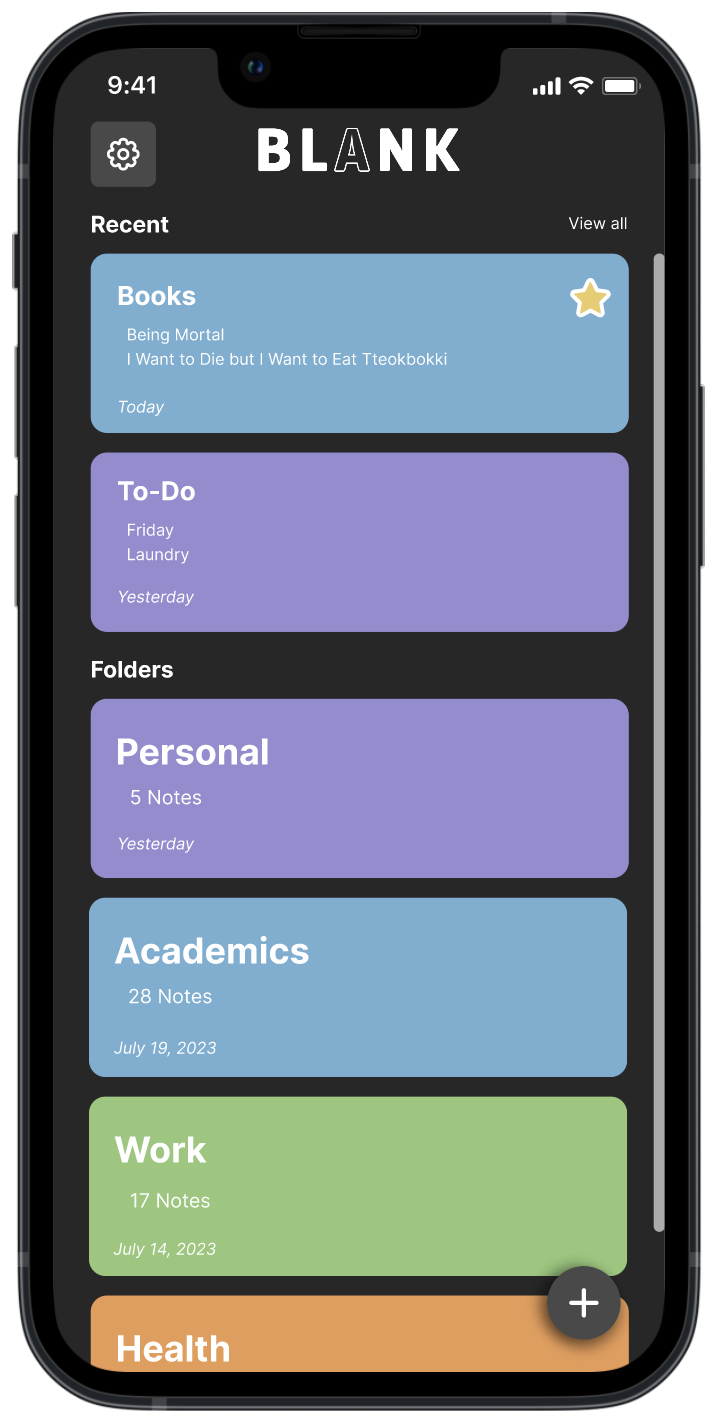 9:41
BLANK
Recent
View all
Books
Being Mortal
I Want to Die but I Want to Eat Tteokbokki
Today
To-Do
Friday
Laundry
Yesterday
Folders
Personal
5 Notes
Yesterday
Academics
28 Notes
July 19, 2023
Work
17 Notes
July 14, 2023
Health